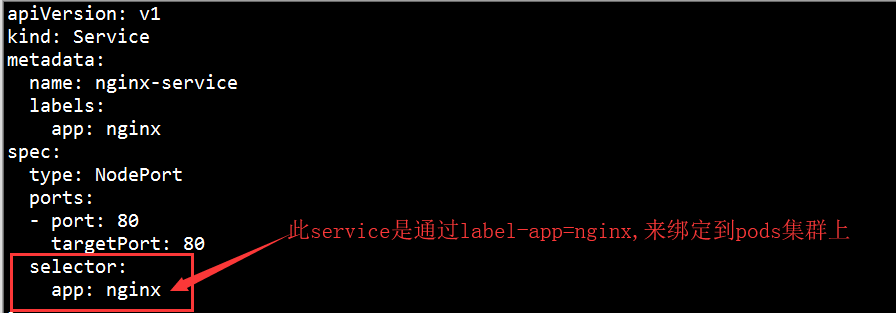 apiVersion: v1
kind: Service
metadata:
  name: nginx-service
  labels:
    app: nginx
spec:
  type: NodePort
  ports:
  - port: 80
    targetPort: 80
此service是通过label-app=nginx,来绑定到pods集群上
  selector:
    app: nginx